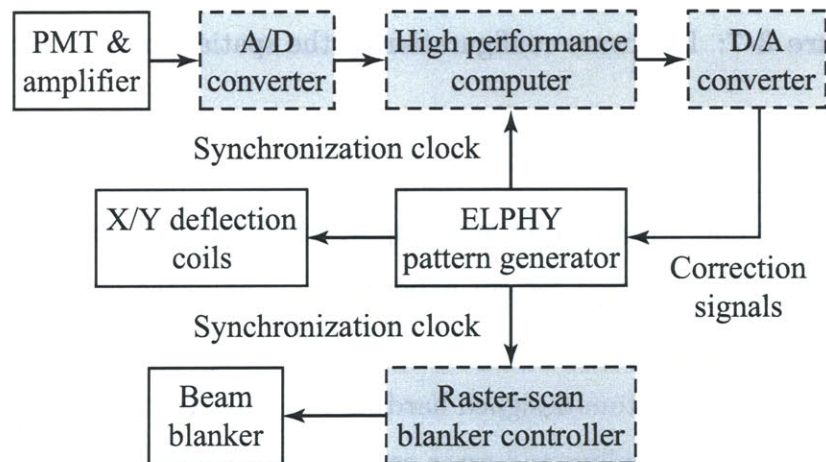 PMT &
amplifier
A/D
converter
High performance
computer
D/A
converter
Synchronization clock
X/Y deflection
coils
ELPHY
pattern generator
Correction
signals
Synchronization clock
Beam
blanker
Raster-scan
blanker controller